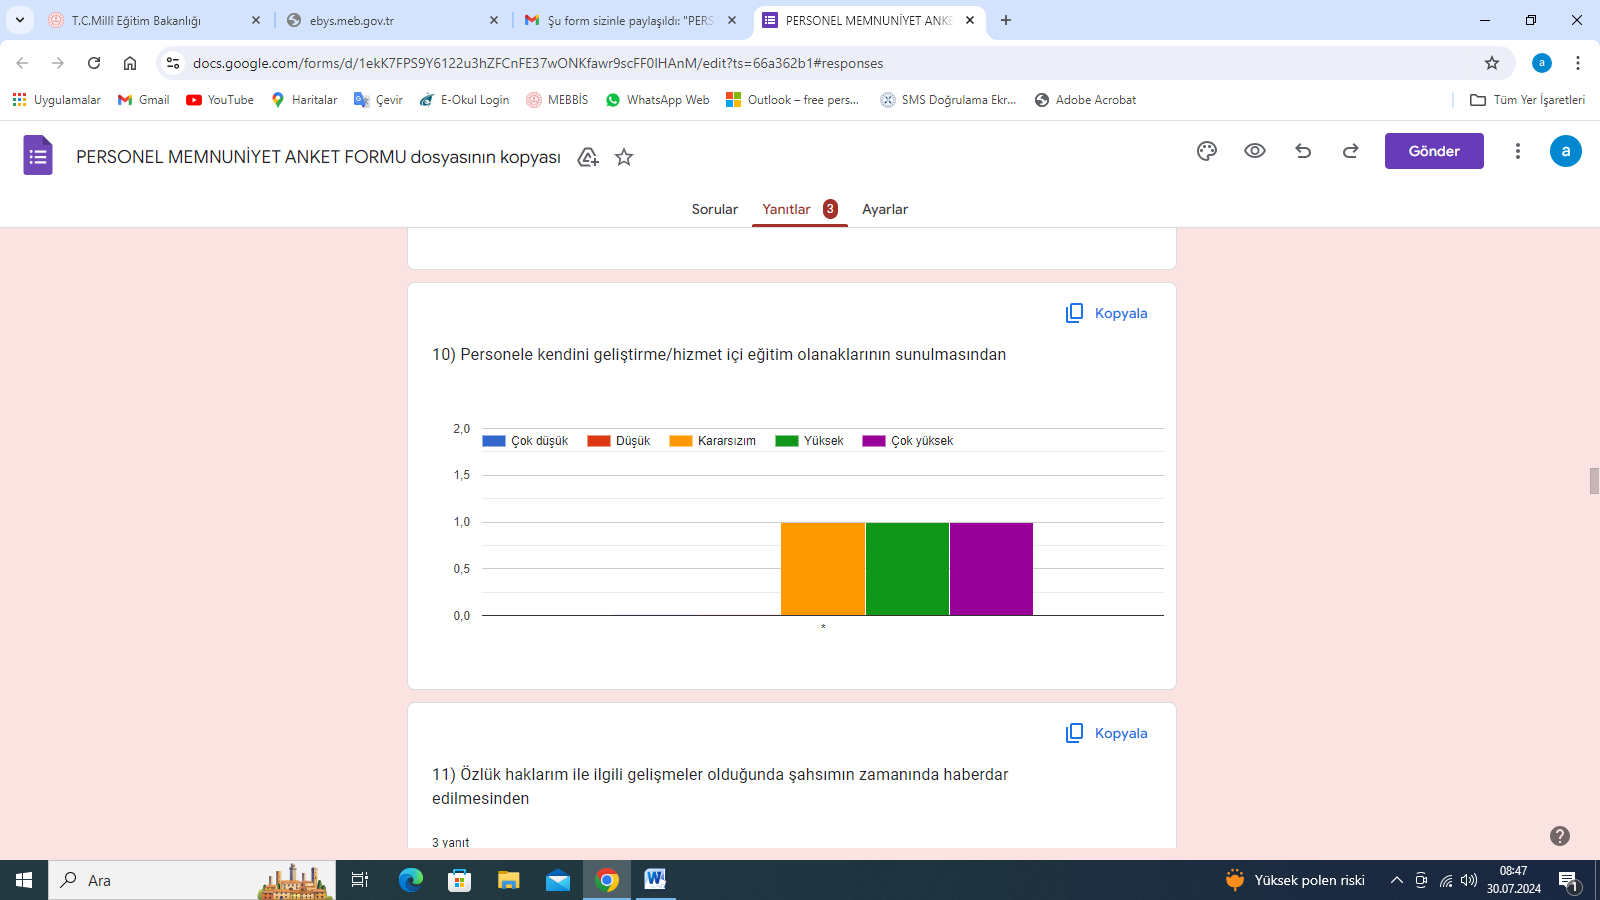 T.C.Millî Eğitim Bakanlığı
ebys.meb.gov.tr
Şu form sizinle paylaşıldı: "PERS
PERSONEL MEMNUNİYET ANKE
docs.google.com/forms/d/1ekK7FPS9Y6122u3hZFCnFE37wONKfawr9scFF0IHAnM/edit?ts=66a362b1#responses
a
Uygulamalar
Gmail
YouTube
Haritalar
Çevir
E-Okul Login
MEBBİS
WhatsApp Web
Outlook – free pers...
SMS Doğrulama Ekr...
Adobe Acrobat
Tüm Yer İşaretleri
PERSONEL MEMNUNİYET ANKET FORMU dosyasının kopyası
Gönder
a
Sorular
Yanıtlar 3
Ayarlar
Kopyala
10) Personele kendini geliştirme/hizmet içi eğitim olanaklarının sunulmasından
2,0
Çok düşük
Düşük
Kararsızım
Yüksek
Çok yüksek
1,5
1,0
0,5
0,0
*
Kopyala
11) Özlük haklarım ile ilgili gelişmeler olduğunda şahsımın zamanında haberdar
edilmesinden
3 yanıt
Ara
Yüksek polen riski
08:47
30.07.2024
1